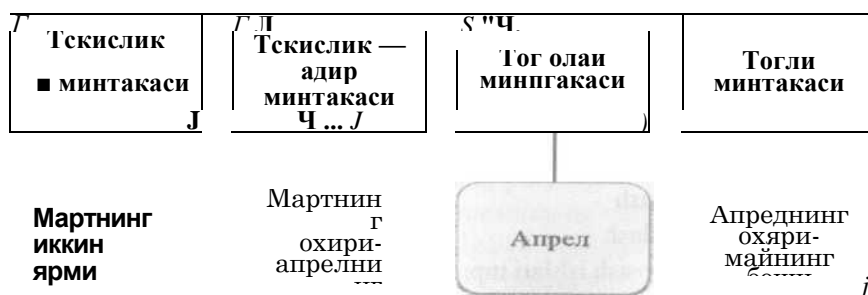 Г
Тскислик
■ минтакаси
J
Г Л
Тскислик —
адир
минтакаси
Ч ... J
S "Ч.
Тог олаи
минпгакаси
)
Тогли
минтакаси
Мартнинг
иккин
ярми
Мартнин
г
охири-
апрелни
Апрел
Апреднинг
охяри-
майнинг
j